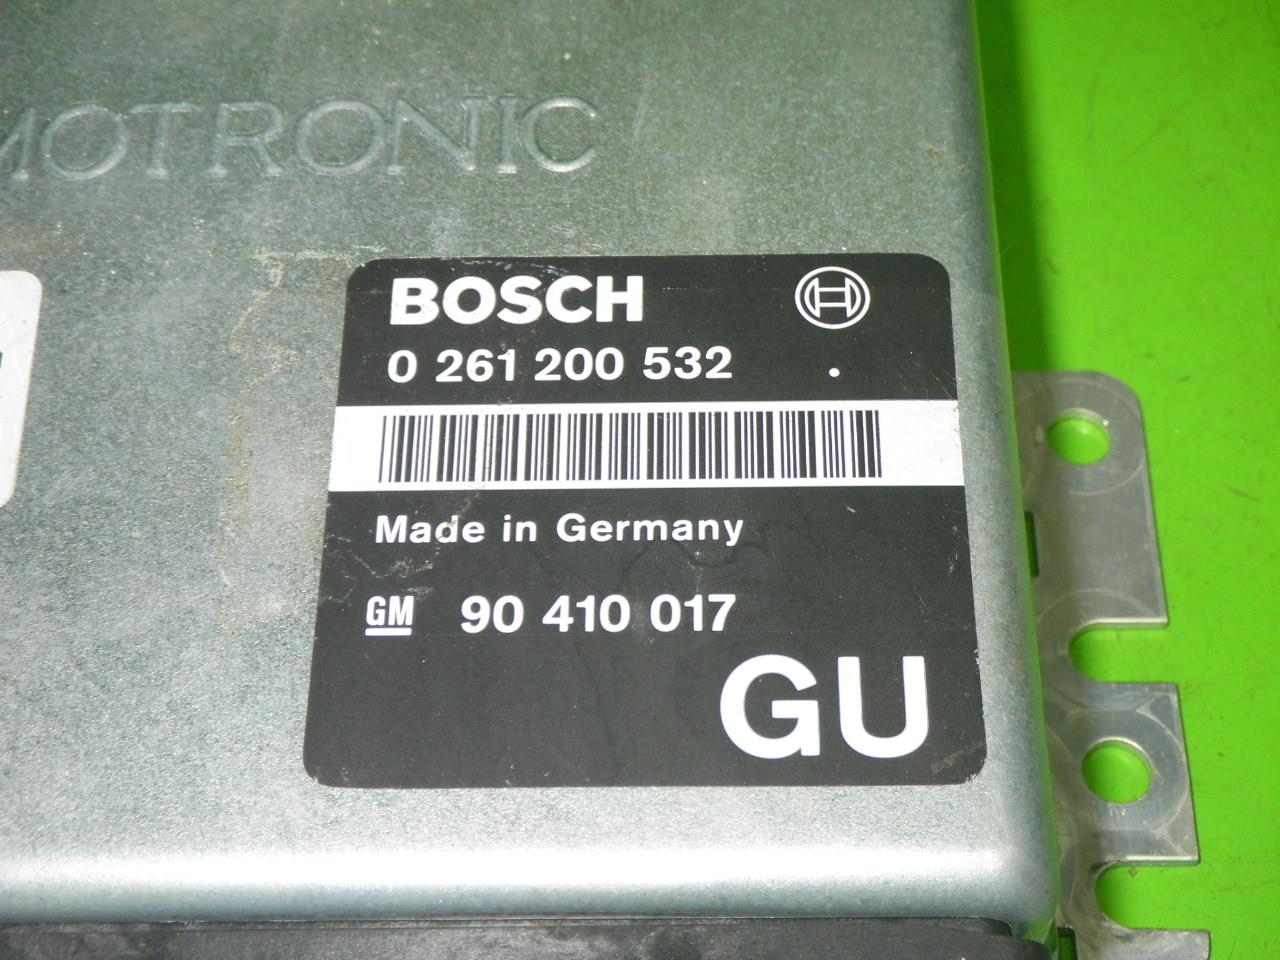 MOTRONIC
BOSCH
0 261 200 532 .
Made in Germany
GM 90 410 017
GU